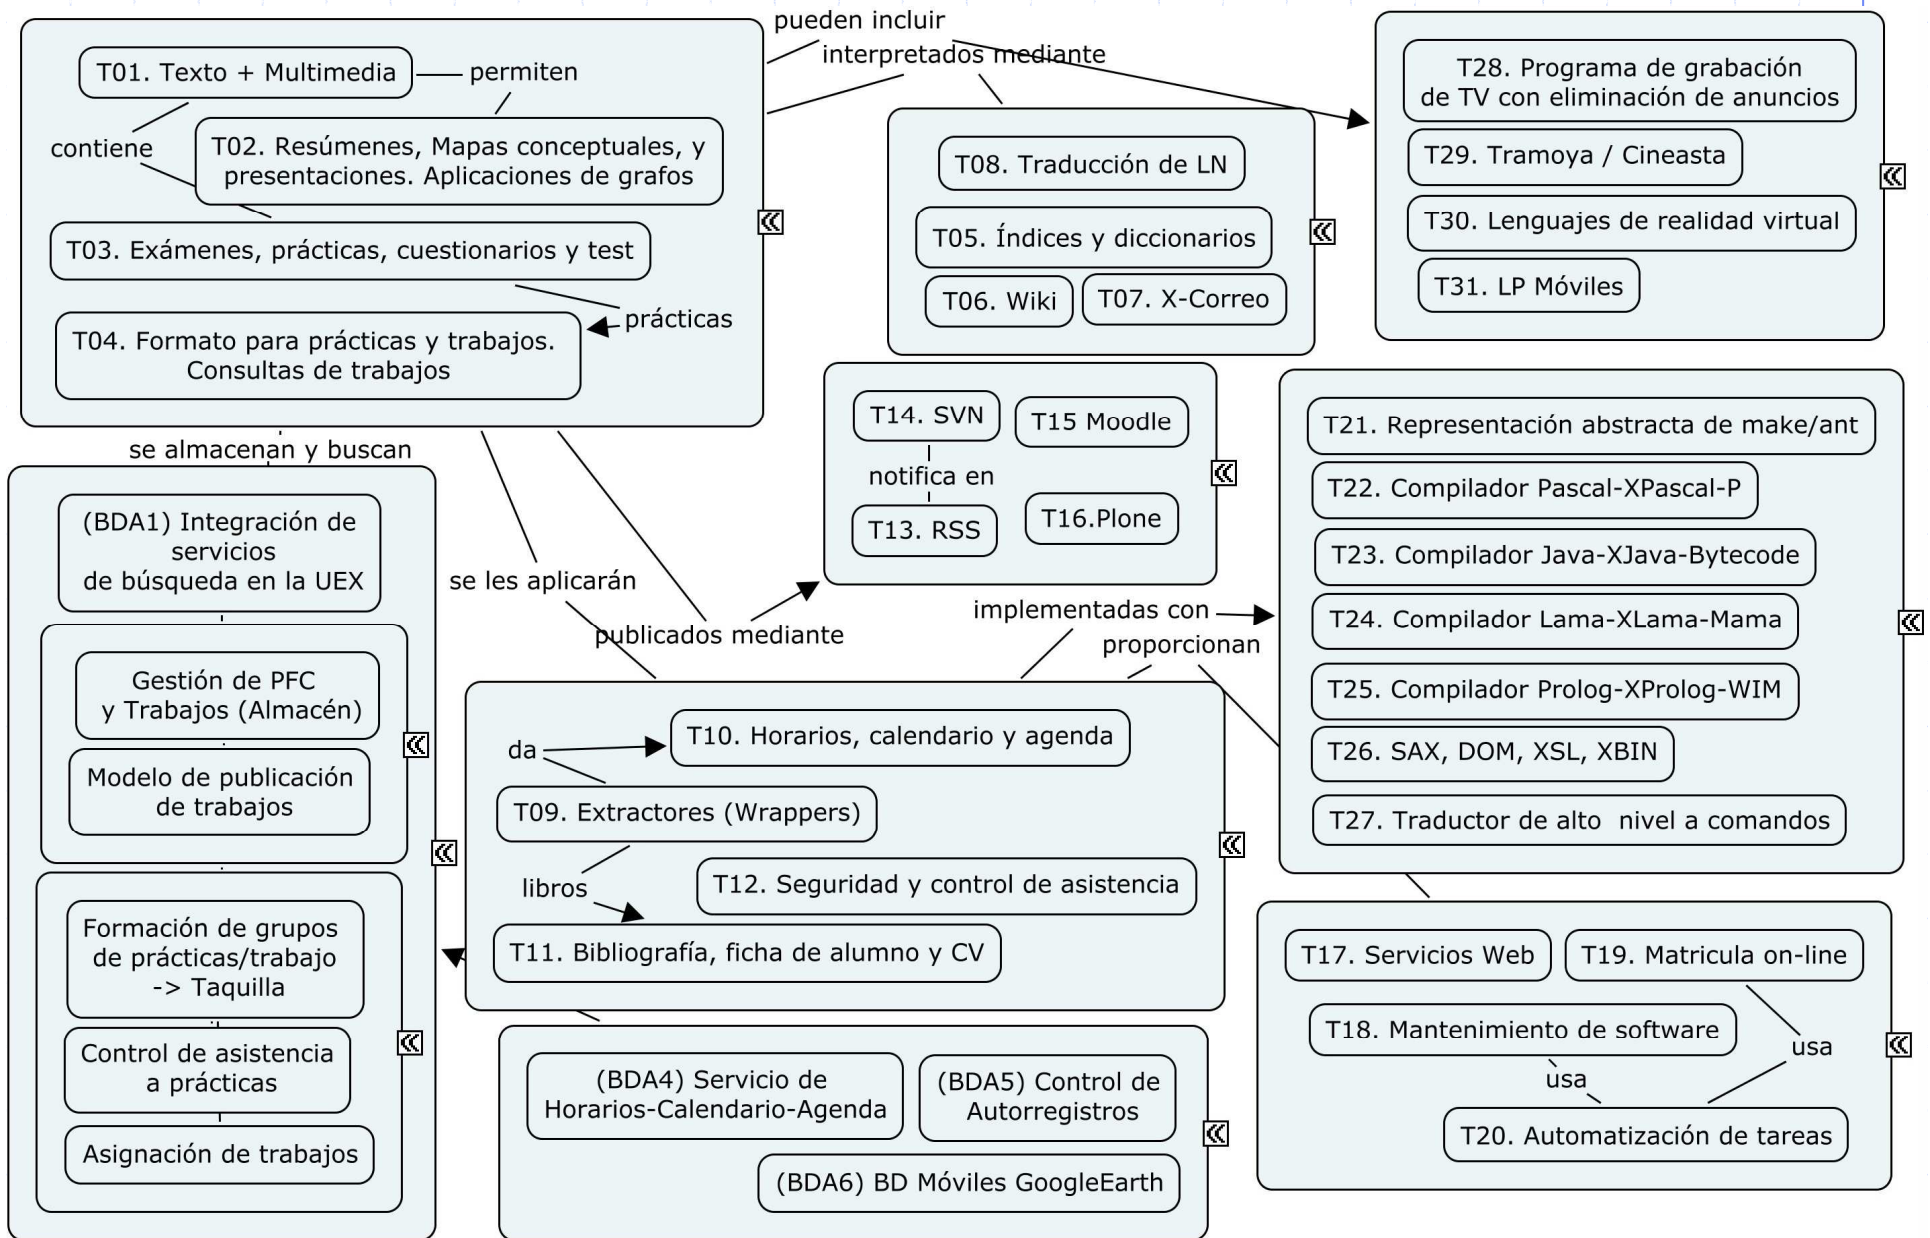 pueden incluir
interpretados mediante
T01. Texto + Multimedia
permiten
contiene
T02. Resúmenes, Mapas conceptuales, y
presentaciones. Aplicaciones de grafos
T03. Exámenes, prácticas, cuestionarios y test
prácticas
T04. Formato para prácticas y trabajos.
Consultas de trabajos
T08. Traducción de LN
T05. Índices y diccionarios
T06. Wiki
T07. X-Correo
T28. Programa de grabación
de TV con eliminación de anuncios
T29. Tramoya / Cineasta
T30. Lenguajes de realidad virtual
T31. LP Móviles
se almacenan y buscan
(BDA1) Integración de
servicios
de búsqueda en la UEX
Gestión de PFC
y Trabajos (Almacén)
Modelo de publicación
de trabajos
Formación de grupos
de prácticas/trabajo
-> Taquilla
Control de asistencia
a prácticas
Asignación de trabajos
se les aplicarán
publicados mediante
T14. SVN
T15 Moodle
notifica en
T13. RSS
T16.Plone
implementadas con
proporcionan
T21. Representación abstracta de make/ant
T22. Compilador Pascal-XPascal-P
T23. Compilador Java-XJava-Bytecode
T24. Compilador Lama-XLama-Mama
T25. Compilador Prolog-XProlog-WIM
T26. SAX, DOM, XSL, XBIN
T27. Traductor de alto nivel a comandos
da
T10. Horarios, calendario y agenda
T09. Extractores (Wrappers)
libros
T12. Seguridad y control de asistencia
T11. Bibliografía, ficha de alumno y CV
(BDA4) Servicio de
Horarios-Calendario-Agenda
(BDA5) Control de
Autorregistros
(BDA6) BD Móviles GoogleEarth
T17. Servicios Web
T19. Matricula on-line
T18. Mantenimiento de software
usa
usa
T20. Automatización de tareas